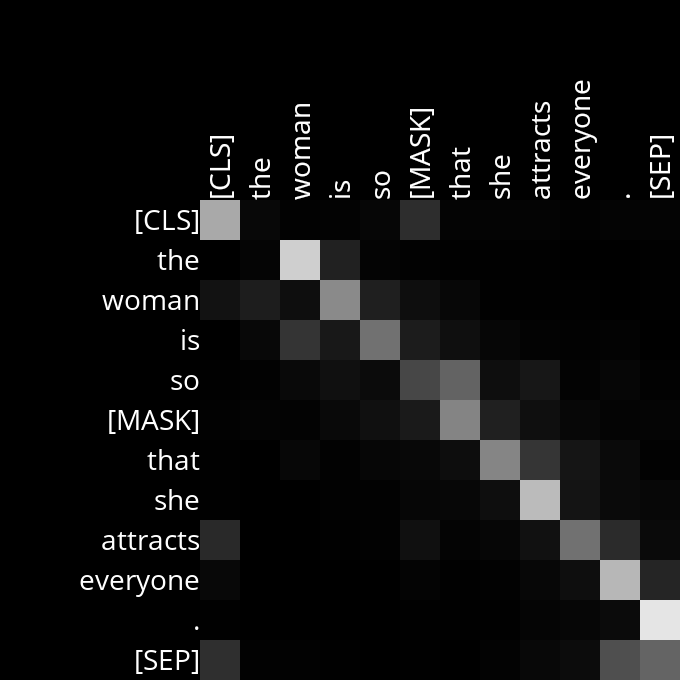 [CLS] the woman is so [MASK] that she attracts everyone . [SEP]
[CLS]
the
woman
is
so
[MASK]
that
she
attracts
everyone
.
[SEP]